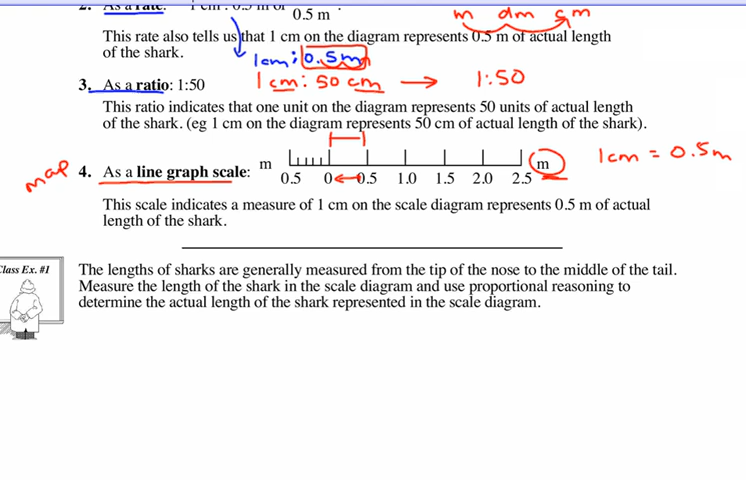 2. As a rate: 1 cm : 0.5 m or
0.5 m .
m dm cm
This rate also tells us that 1 cm on the diagram represents 0.5 m of actual length
of the shark.
1cm : 0.5m
3. As a ratio: 1:50
1 cm : 50 cm → 1:50
This ratio indicates that one unit on the diagram represents 50 units of actual length
of the shark. (eg 1 cm on the diagram represents 50 cm of actual length of the shark).
map
4. As a line graph scale: m m
0.5 0 0.5 1.0 1.5 2.0 2.5
1cm = 0.5m
This scale indicates a measure of 1 cm on the scale diagram represents 0.5 m of actual
length of the shark.
Class Ex. #1
The lengths of sharks are generally measured from the tip of the nose to the middle of the tail.
Measure the length of the shark in the scale diagram and use proportional reasoning to
determine the actual length of the shark represented in the scale diagram.